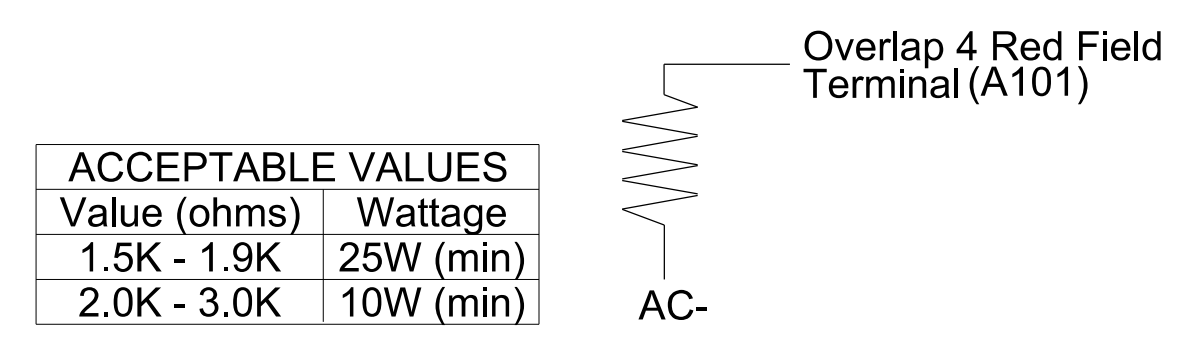 Overlap 4 Red Field
Terminal (A101)
ACCEPTABLE VALUES
Value (ohms) Wattage
1.5K - 1.9K 25W (min)
2.0K - 3.0K 10W (min)
AC-